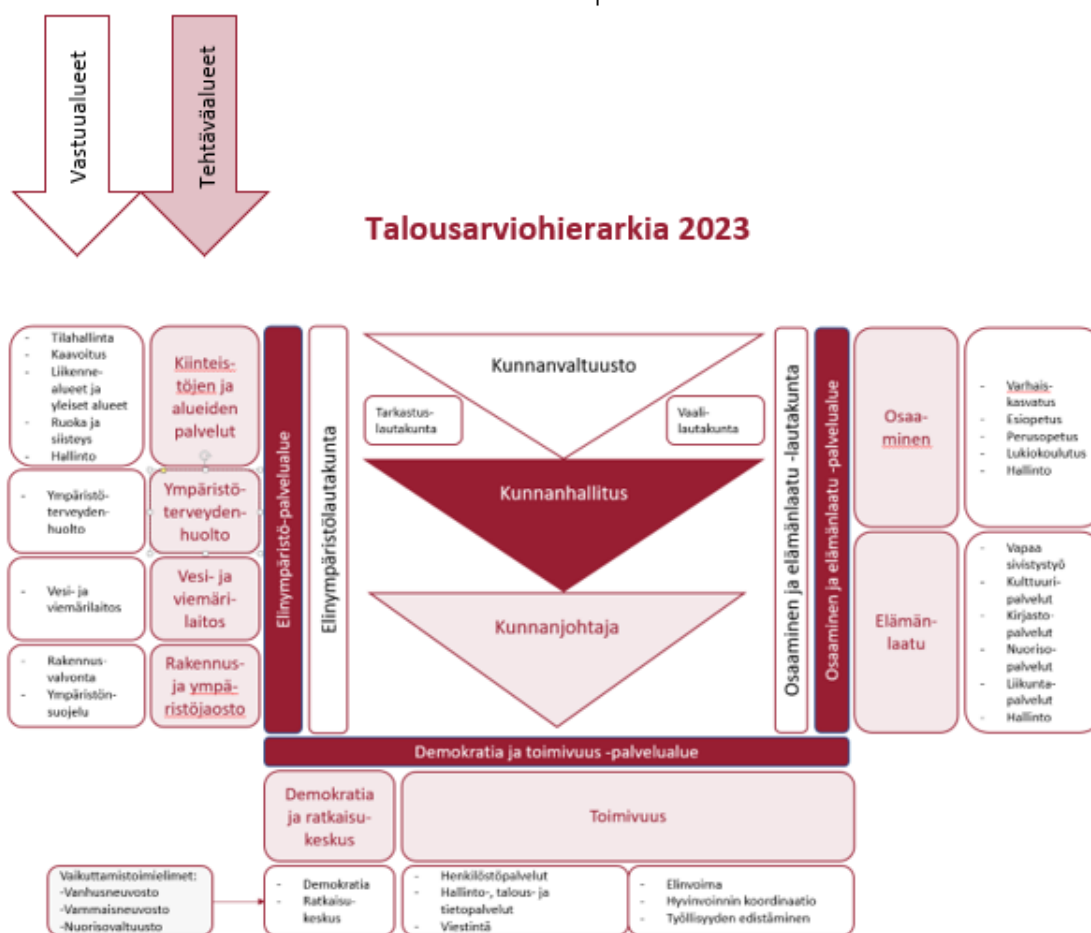 Vastuualueet
Tehtäväalueet
Talousarviohierarkia 2023
- Tilahallinta
- Kaavoitus
- Liikenne-
alueet ja
yleiset alueet
- Ruoka ja
siisteys
- Hallinto
Kiinteis-
töjen ja
alueiden
palvelut
- Ympäristö-
terveyden-
huolto
Ympäristö-
terveyden-
huolto
- Vesi- ja
viemärilaitos
Vesi- ja
viemäri-
laitos
- Rakennus-
valvonta
- Ympäristön-
suojelu
Rakennus-
ja ympä-
ristöjaosto
Elinympäristö-palvelualue
Elinympäristölautakunta
Kunnanvaltuusto
Tarkastus-
lautakunta
Vaali-
lautakunta
Kunnanhallitus
Kunnanjohtaja
Osaaminen ja elämänlaatu -lautakunta
Osaaminen ja elämänlaatu -palvelualue
Osaa-
minen
- Varhais-
kasvatus
- Esiopetus
- Perusopetus
- Lukiokoulutus
- Hallinto
Elämän-
laatu
- Vapaa
sivistystyö
- Kulttuuri-
palvelut
- Kirjasto-
palvelut
- Nuoriso-
palvelut
- Liikunta-
palvelut
- Hallinto
Demokratia ja toimivuus -palvelualue
Demokratia
ja ratkaisu-
keskus
Toimivuus
Vaikuttamistoimielimet:
-Vanhusneuvosto
-Vammaisneuvosto
-Nuorisovaltuusto
- Demokratia
- Ratkaisu-
keskus
- Henkilöstöpalvelut
- Hallinto-, talous- ja
tietopalvelut
- Viestintä
- Elinvoima
- Hyvinvoinnin koordinaatio
- Työllisyyden edistäminen